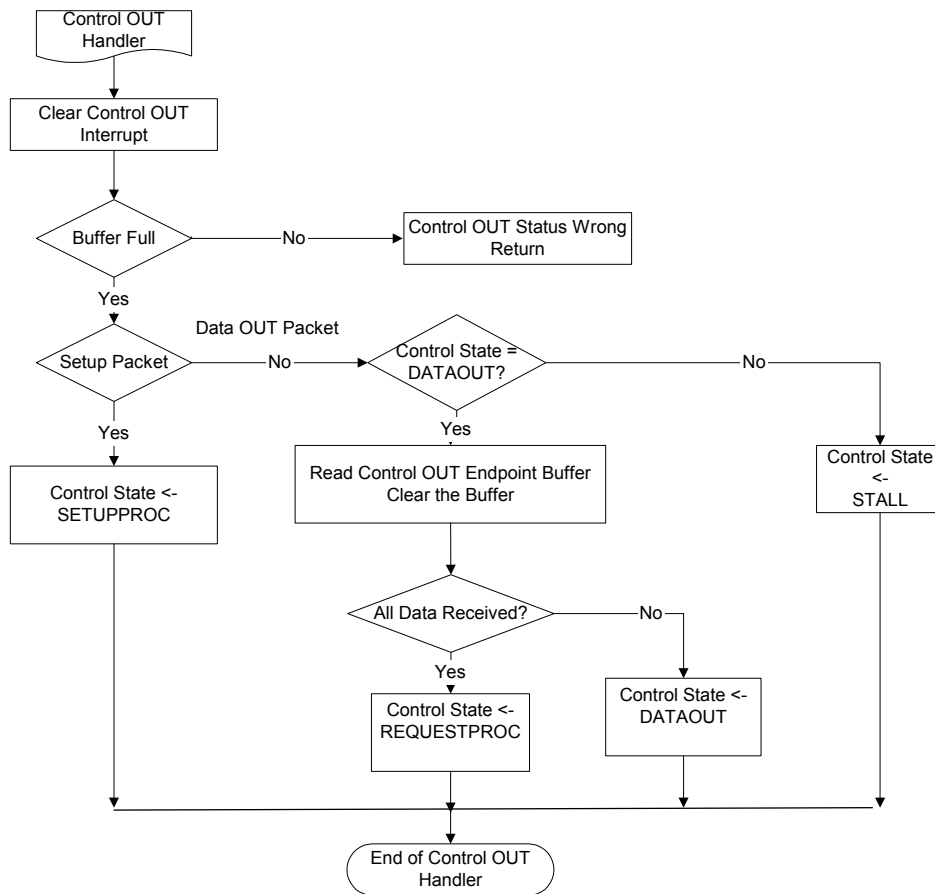 Control OUT
Handler
Clear Control OUT
Interrupt
Buffer Full
No
Control OUT Status Wrong
Return
Yes
Data OUT Packet
Setup Packet
No
Control State =
DATAOUT?
No
Yes
Yes
Control State <-
SETUPPROC
Read Control OUT Endpoint Buffer
Clear the Buffer
Control State
<-
STALL
All Data Received?
No
Yes
Control State <-
REQUESTPROC
Control State <-
DATAOUT
End of Control OUT
Handler